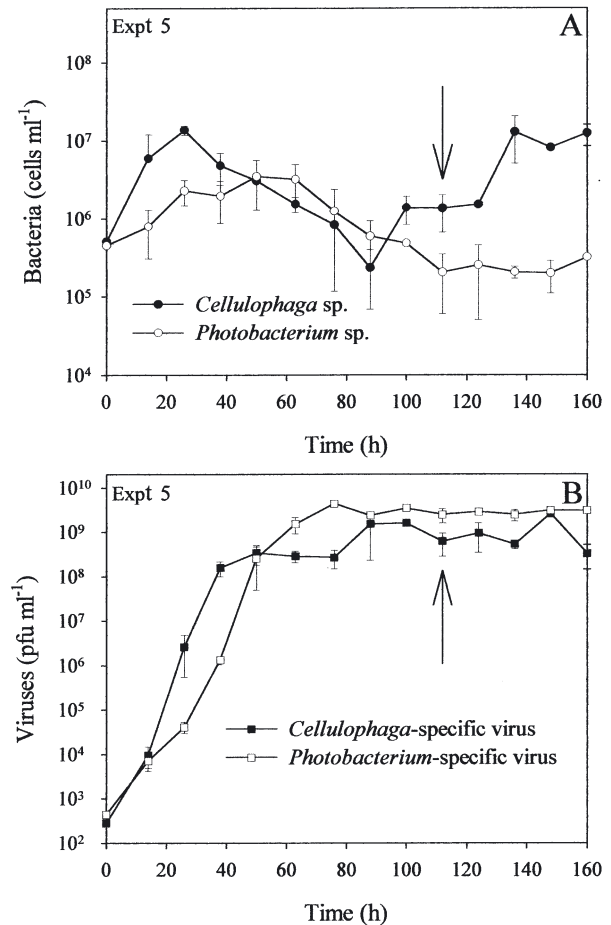 Expt 5
A
10⁸
10⁷
10⁶
10⁵
10⁴
Bacteria (cells ml⁻¹)
Cellulophaga sp.
Photobacterium sp.
0 20 40 60 80 100 120 140 160
Time (h)
Expt 5
B
10¹⁰
10⁹
10⁸
10⁷
10⁶
10⁵
10⁴
10³
10²
Viruses (pfu ml⁻¹)
Cellulophaga-specific virus
Photobacterium-specific virus
0 20 40 60 80 100 120 140 160
Time (h)